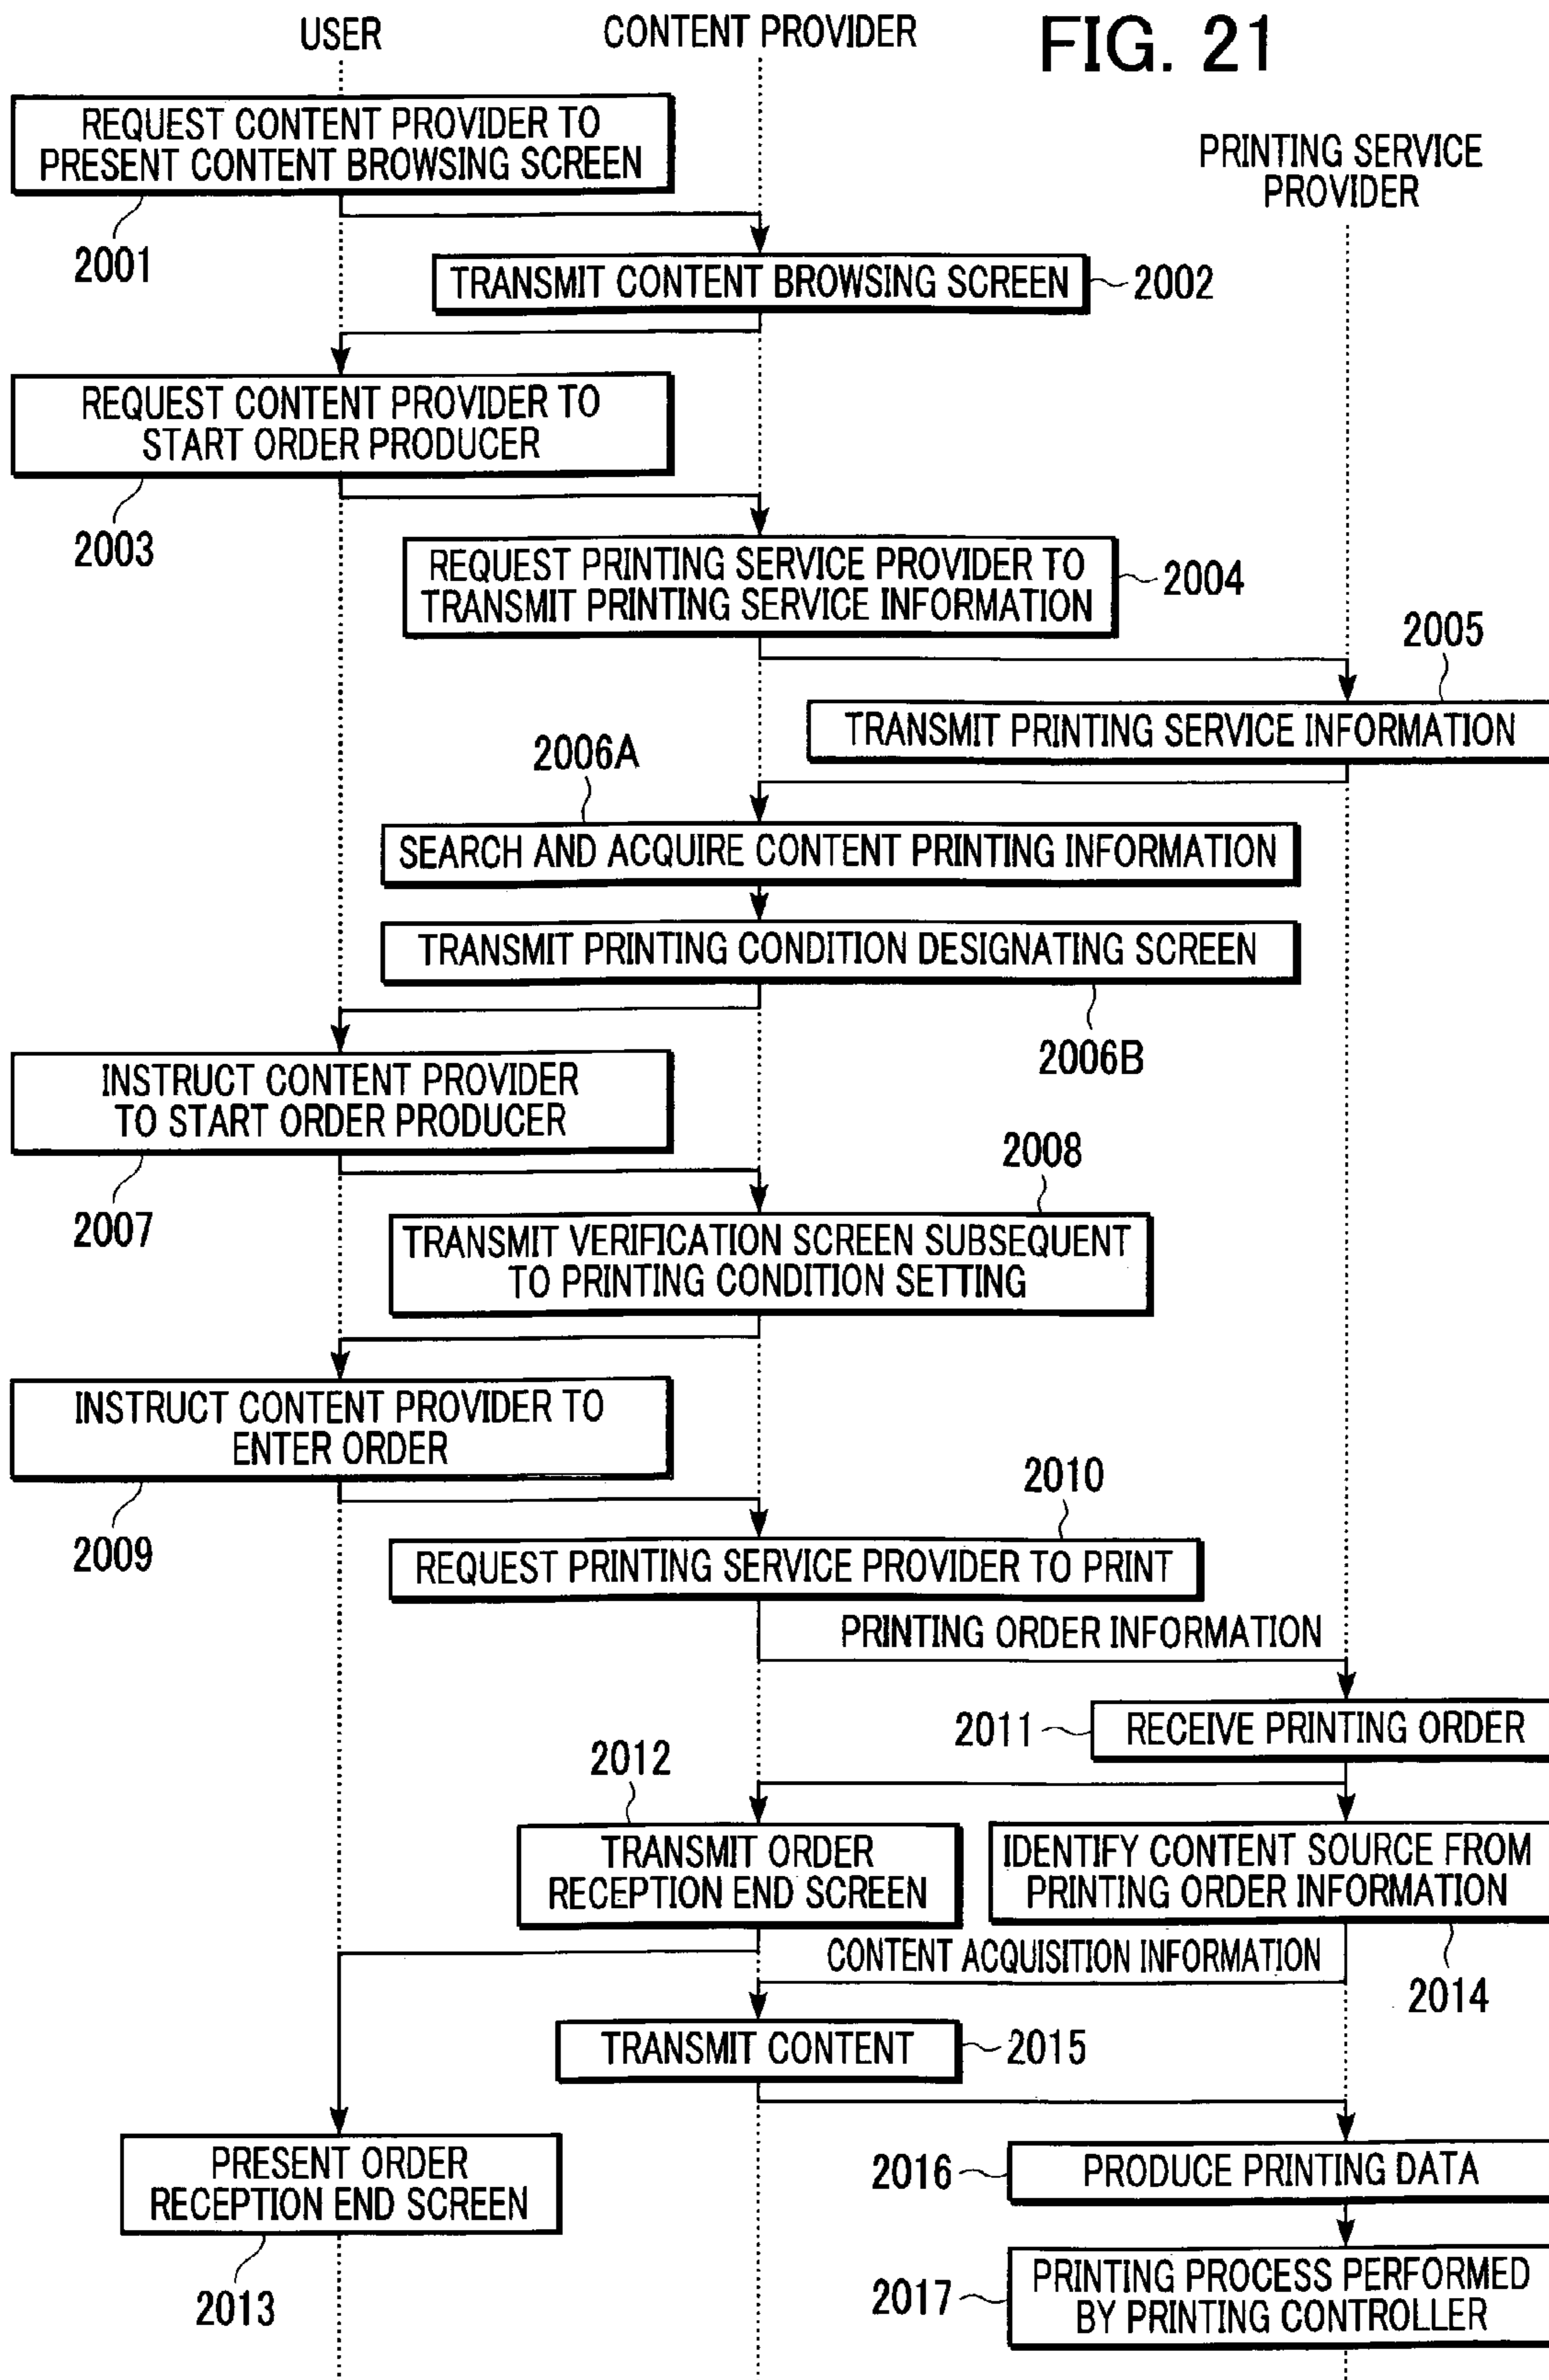 USER
CONTENT PROVIDER
FIG. 21
PRINTING SERVICE
PROVIDER
REQUEST CONTENT PROVIDER TO
PRESENT CONTENT BROWSING SCREEN
2001
TRANSMIT CONTENT BROWSING SCREEN
2002
REQUEST CONTENT PROVIDER TO
START ORDER PRODUCER
2003
REQUEST PRINTING SERVICE PROVIDER TO
TRANSMIT PRINTING SERVICE INFORMATION
2004
2005
TRANSMIT PRINTING SERVICE INFORMATION
2006A
SEARCH AND ACQUIRE CONTENT PRINTING INFORMATION
TRANSMIT PRINTING CONDITION DESIGNATING SCREEN
2006B
INSTRUCT CONTENT PROVIDER
TO START ORDER PRODUCER
2007
2008
TRANSMIT VERIFICATION SCREEN SUBSEQUENT
TO PRINTING CONDITION SETTING
INSTRUCT CONTENT PROVIDER TO
ENTER ORDER
2009
2010
REQUEST PRINTING SERVICE PROVIDER TO PRINT
PRINTING ORDER INFORMATION
2011
RECEIVE PRINTING ORDER
2012
TRANSMIT ORDER
RECEPTION END SCREEN
IDENTIFY CONTENT SOURCE FROM
PRINTING ORDER INFORMATION
CONTENT ACQUISITION INFORMATION
2014
TRANSMIT CONTENT
2015
PRESENT ORDER
RECEPTION END SCREEN
2013
2016
PRODUCE PRINTING DATA
2017
PRINTING PROCESS PERFORMED
BY PRINTING CONTROLLER